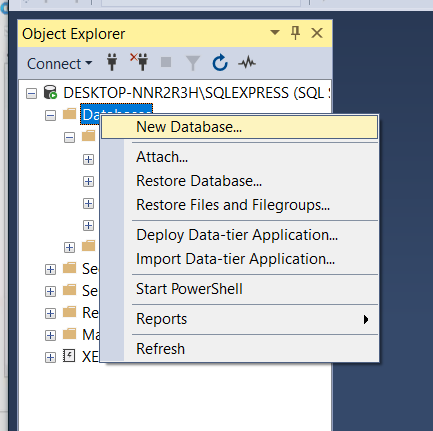 Object Explorer
Connect
DESKTOP-NNR2R3H\SQLEXPRESS (SQL S
Databases
New Database...
Attach...
Restore Database...
Restore Files and Filegroups...
Deploy Data-tier Application...
Import Data-tier Application...
Se
Start PowerShell
Se
Re
Reports
Ma
XE
Refresh